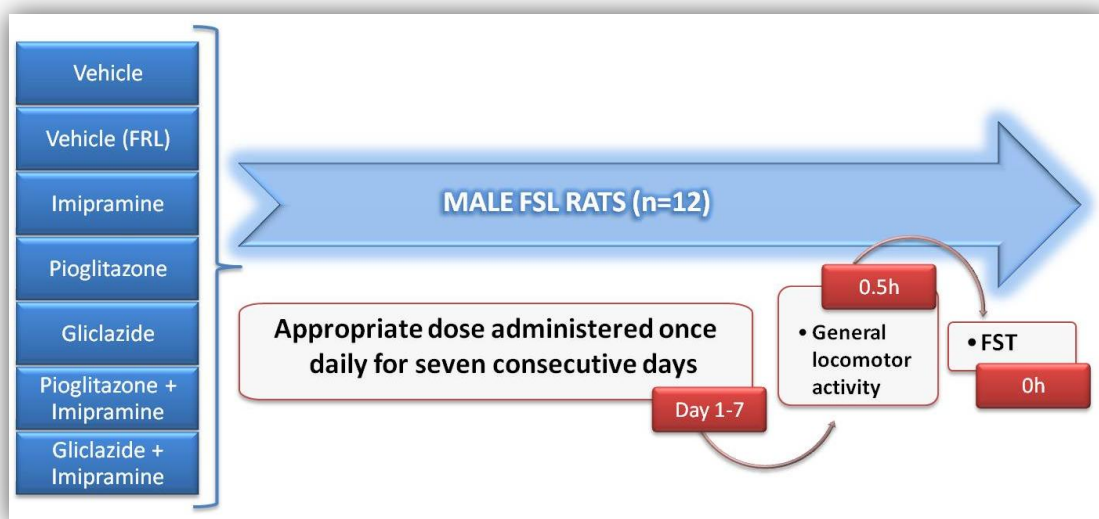 Vehicle
Vehicle (FRL)
Imipramine
Pioglitazone
Gliclazide
Pioglitazone +
Imipramine
Gliclazide +
Imipramine
MALE FSL RATS (n=12)
Appropriate dose administered once
daily for seven consecutive days
Day 1-7
0.5h
• General
locomotor
activity
• FST
0h